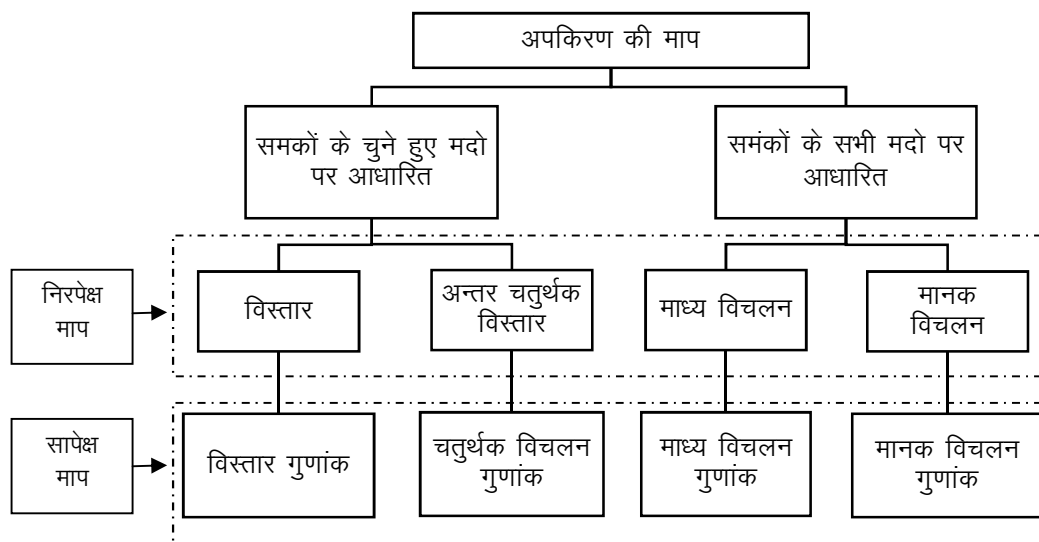 अपकिरण की माप
समकों के चुने हुए मदो
पर आधारित
समंकों के सभी मदो पर
आधारित
निरपेक्ष
माप
विस्तार
अन्तर चतुर्थक
विस्तार
माध्य विचलन
मानक
विचलन
सापेक्ष
माप
विस्तार गुणांक
चतुर्थक विचलन
गुणांक
माध्य विचलन
गुणांक
मानक विचलन
गुणांक